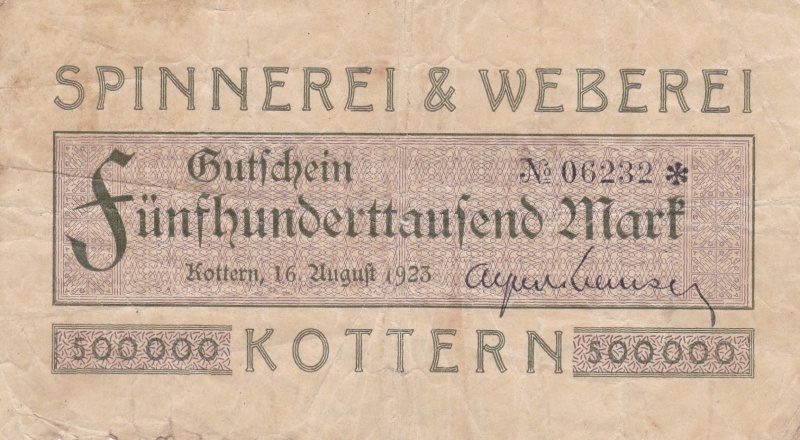 SPINNEREI & WEBEREI
Gutschein № 06232 *
Fünfhunderttausend Mark
Kottern, 16. August 1923
500000 KOTTERN 500000